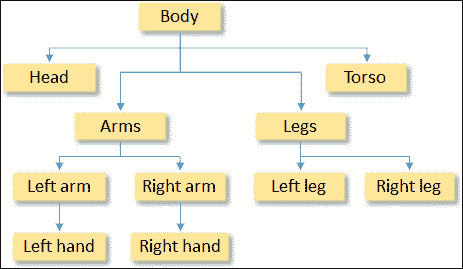 Body
Head
Torso
Arms
Legs
Left arm
Right arm
Left leg
Right leg
Left hand
Right hand